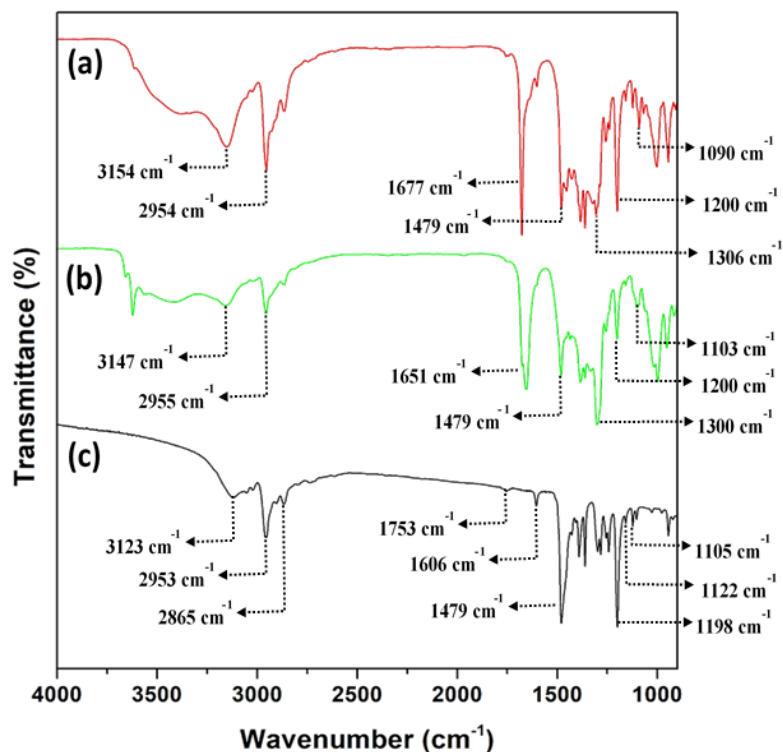 (a)
3154 cm⁻¹
2954 cm⁻¹
1677 cm⁻¹
1479 cm⁻¹
1090 cm⁻¹
1200 cm⁻¹
1306 cm⁻¹
(b)
3147 cm⁻¹
2955 cm⁻¹
1651 cm⁻¹
1479 cm⁻¹
1103 cm⁻¹
1200 cm⁻¹
1300 cm⁻¹
(c)
3123 cm⁻¹
2953 cm⁻¹
2865 cm⁻¹
1753 cm⁻¹
1606 cm⁻¹
1479 cm⁻¹
1105 cm⁻¹
1122 cm⁻¹
1198 cm⁻¹
Transmittance (%)
4000 3500 3000 2500 2000 1500 1000
Wavenumber (cm⁻¹)